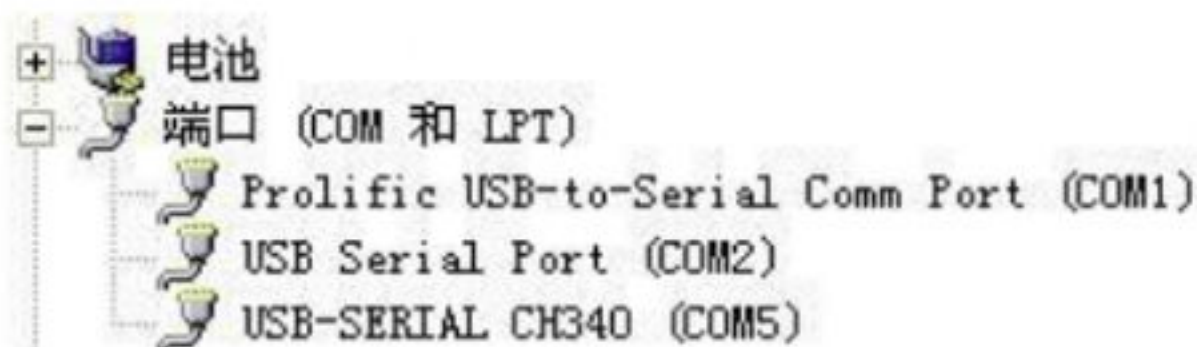 电池
端口 (COM 和 LPT)
Prolific USB-to-Serial Comm Port (COM1)
USB Serial Port (COM2)
USB-SERIAL CH340 (COM5)